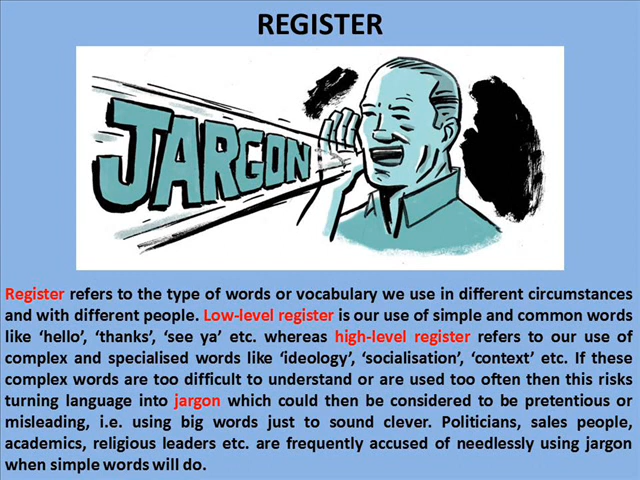 REGISTER
JARGON
Register refers to the type of words or vocabulary we use in different circumstances
and with different people. Low-level register is our use of simple and common words
like ‘hello’, ‘thanks’, ‘see ya’ etc. whereas high-level register refers to our use of
complex and specialised words like ‘ideology’, ‘socialisation’, ‘context’ etc. If these
complex words are too difficult to understand or are used too often then this risks
turning language into jargon which could then be considered to be pretentious or
misleading, i.e. using big words just to sound clever. Politicians, sales people,
academics, religious leaders etc. are frequently accused of needlessly using jargon
when simple words will do.